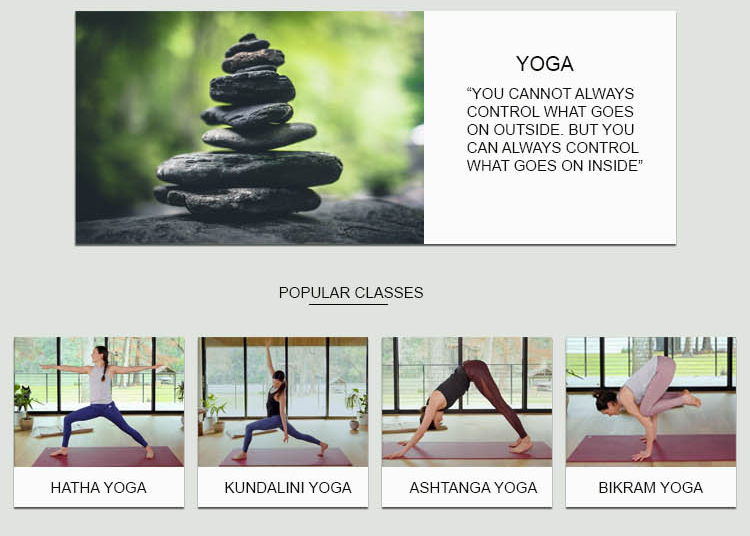 YOGA
“YOU CANNOT ALWAYS
CONTROL WHAT GOES
ON OUTSIDE. BUT YOU
CAN ALWAYS CONTROL
WHAT GOES ON INSIDE”
POPULAR CLASSES
HATHA YOGA
KUNDALINI YOGA
ASHTANGA YOGA
BIKRAM YOGA